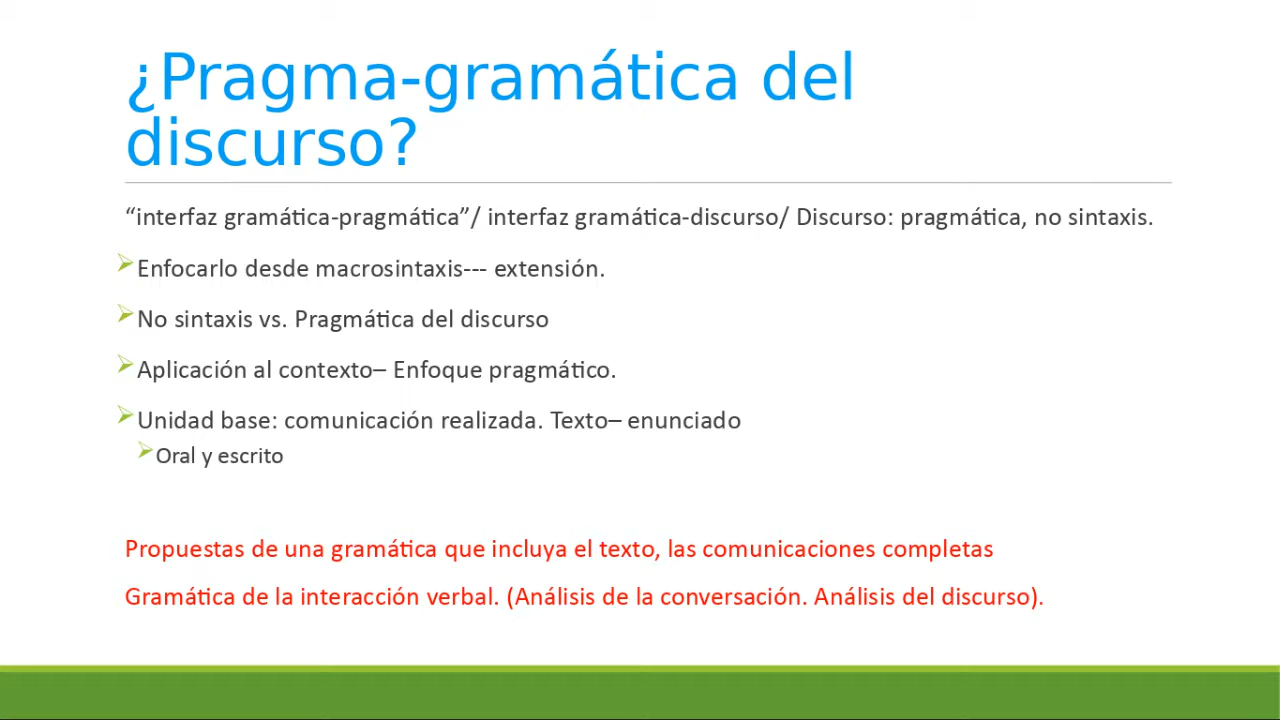 ¿Pragma-gramática del
discurso?
“interfaz gramática-pragmática”/ interfaz gramática-discurso/ Discurso: pragmática, no sintaxis.
Enfocarlo desde macrosintaxis--- extensión.
No sintaxis vs. Pragmática del discurso
Aplicación al contexto– Enfoque pragmático.
Unidad base: comunicación realizada. Texto– enunciado
Oral y escrito
Propuestas de una gramática que incluya el texto, las comunicaciones completas
Gramática de la interacción verbal. (Análisis de la conversación. Análisis del discurso).